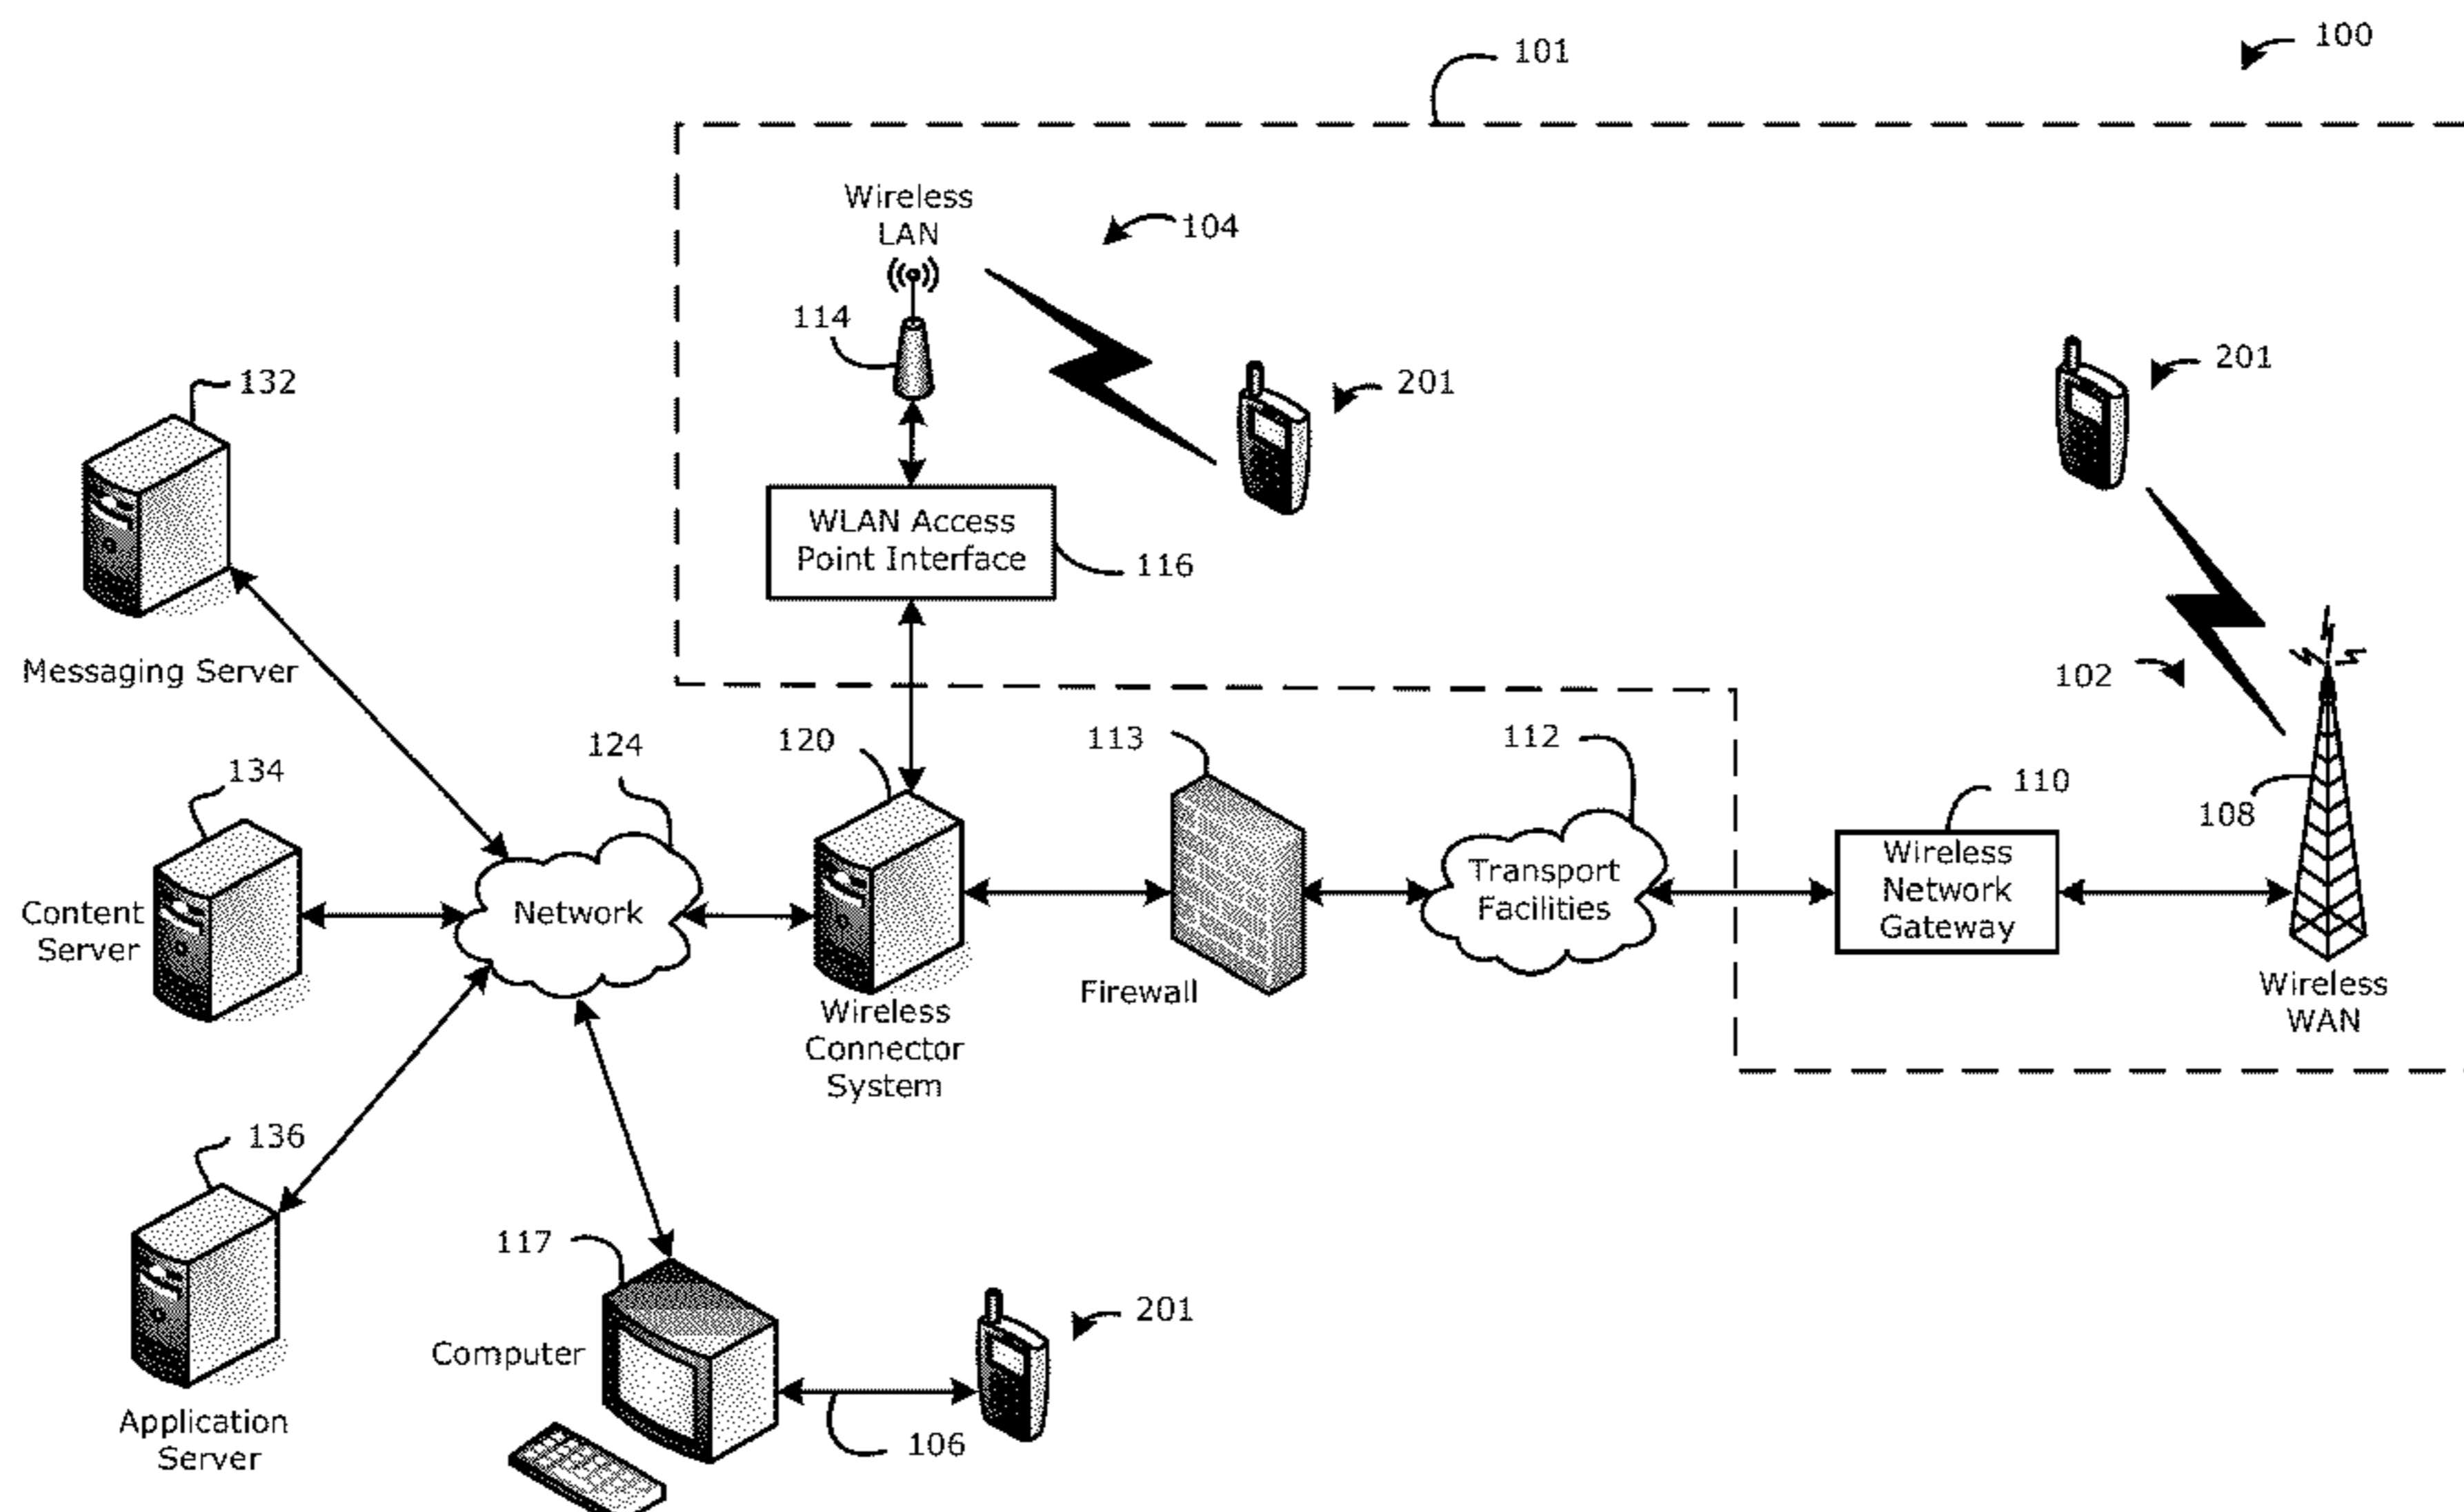 100
101
Wireless
LAN
104
114
201
201
132
WLAN Access
Point Interface
116
Messaging Server
102
120
113
112
124
134
110
108
Wireless
Network
Gateway
Transport
Facilities
Network
Content
Server
Firewall
Wireless
WAN
Wireless
Connector
System
136
117
201
Computer
106
Application
Server